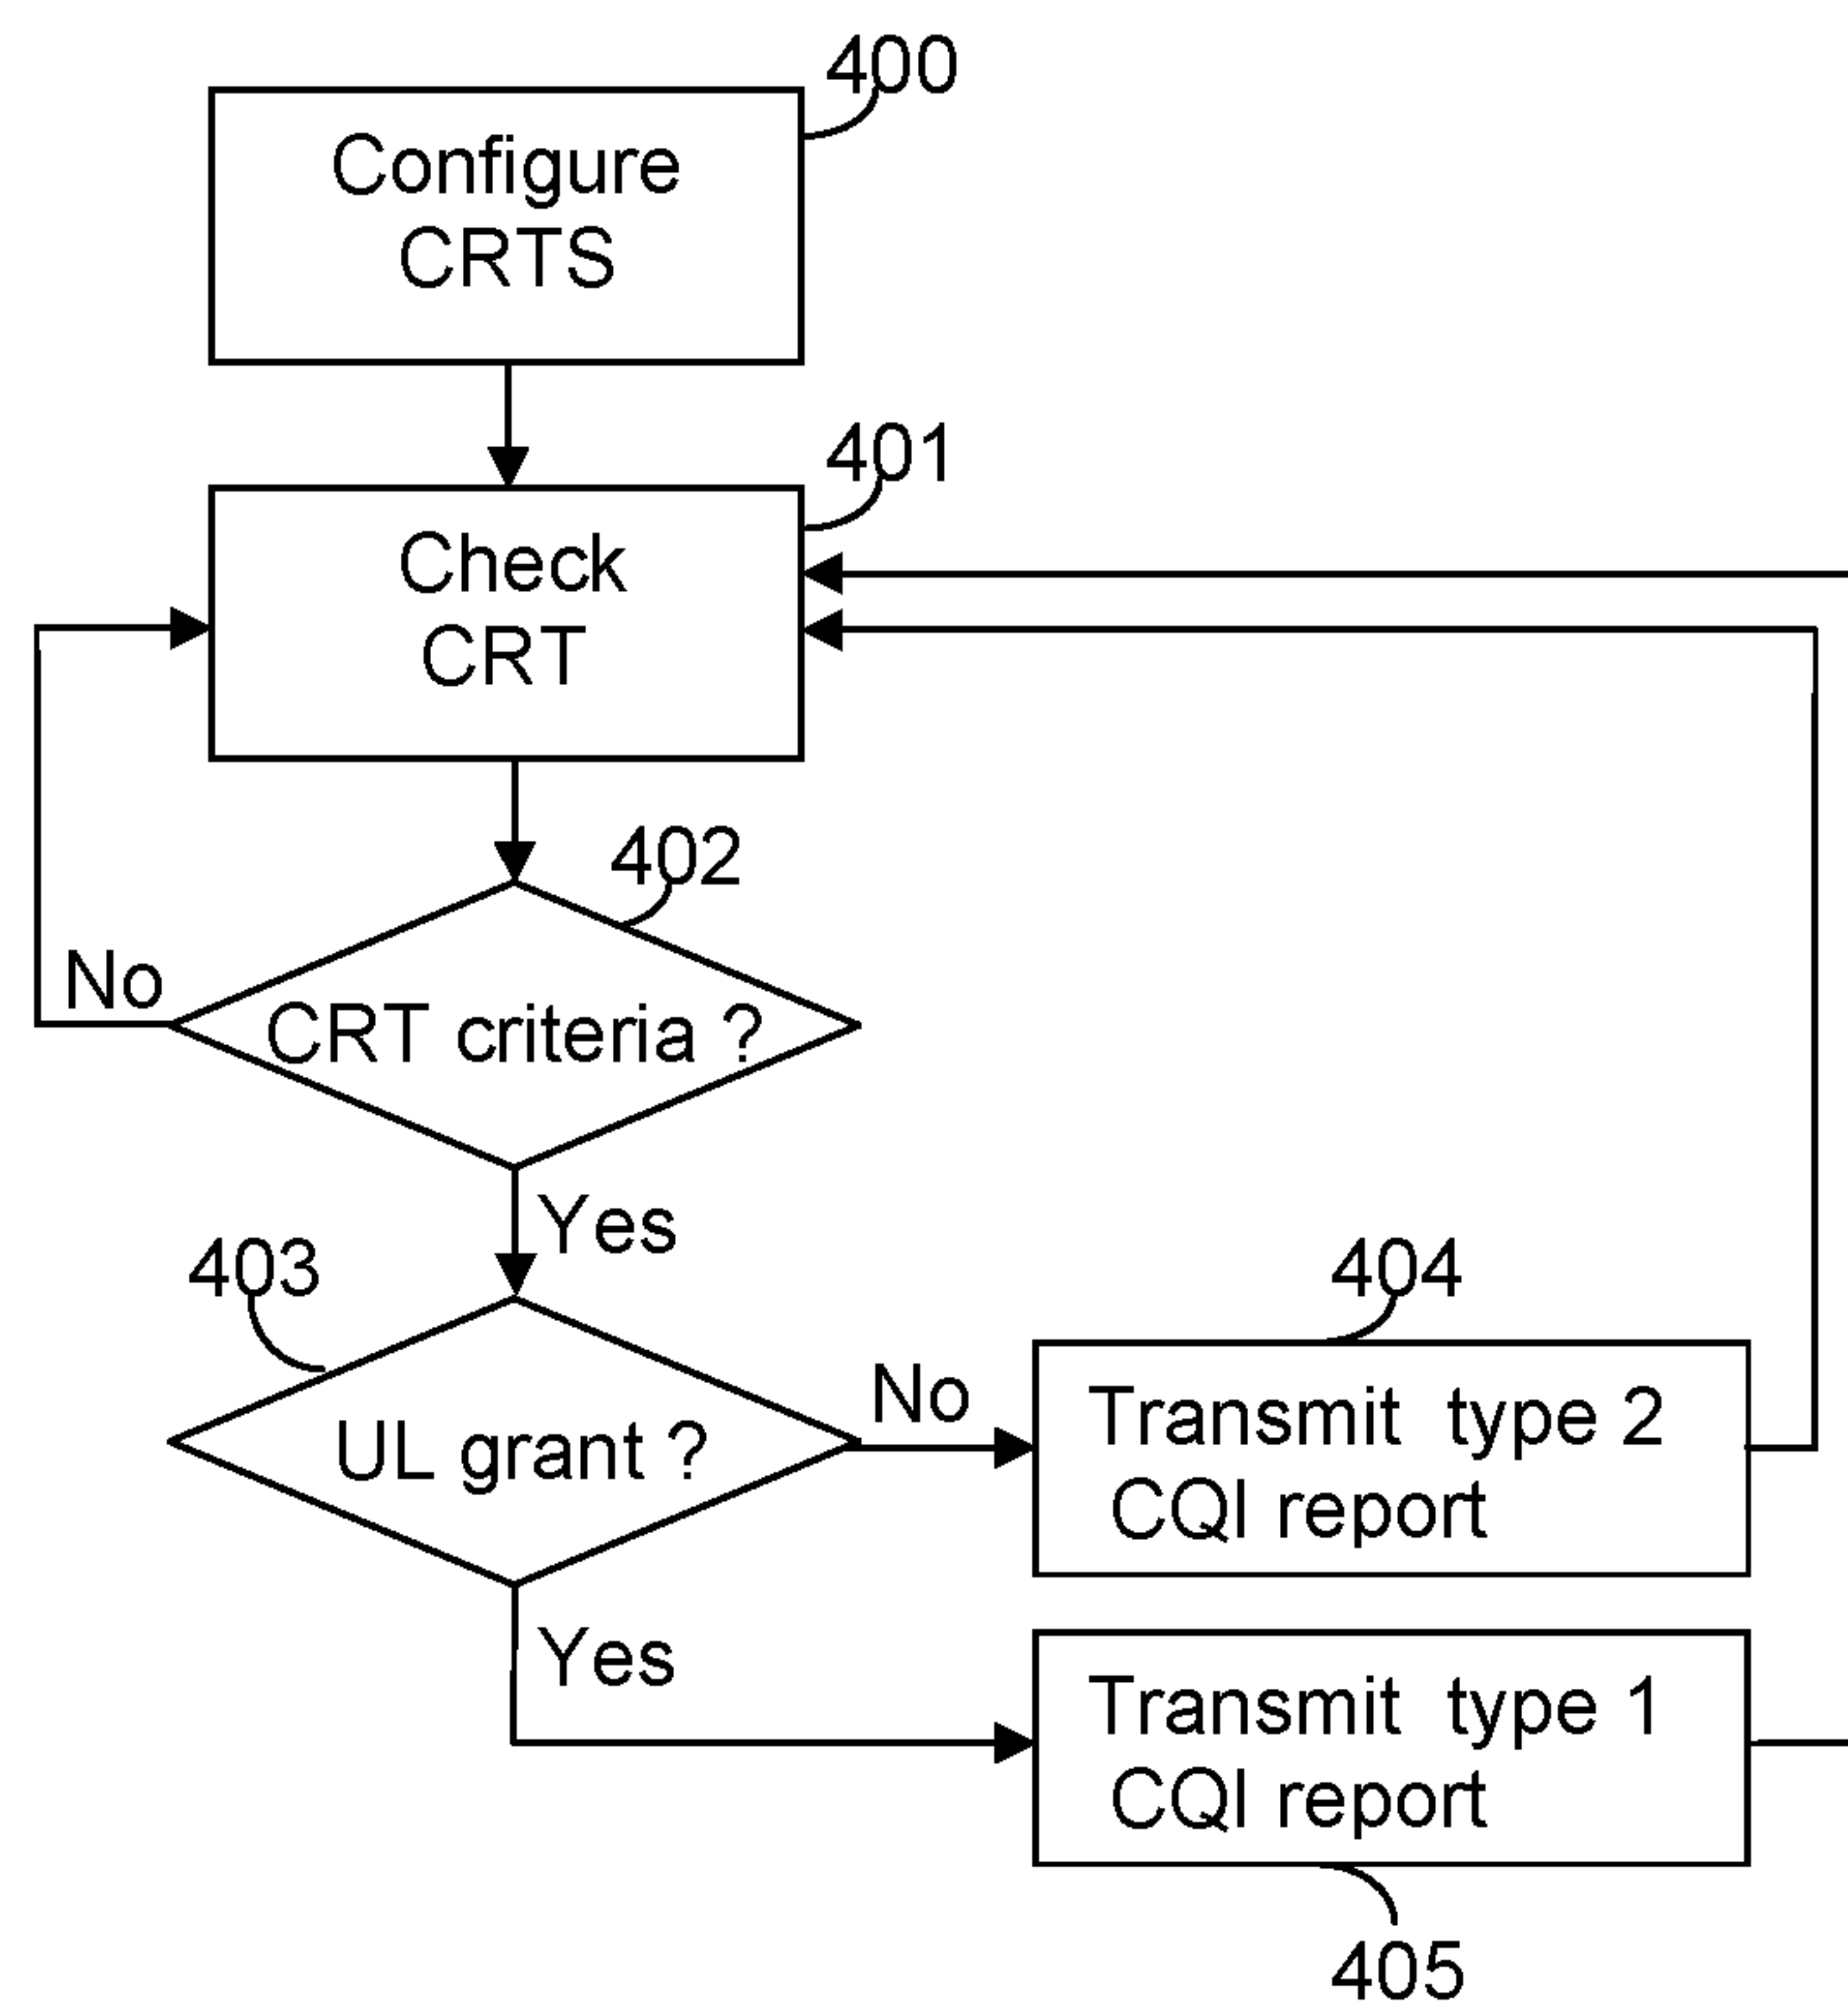 400
Configure
CRTS
401
Check
CRT
402
No
CRT criteria ?
Yes
403
404
UL grant ?
No
Transmit type 2
CQI report
Yes
Transmit type 1
CQI report
405